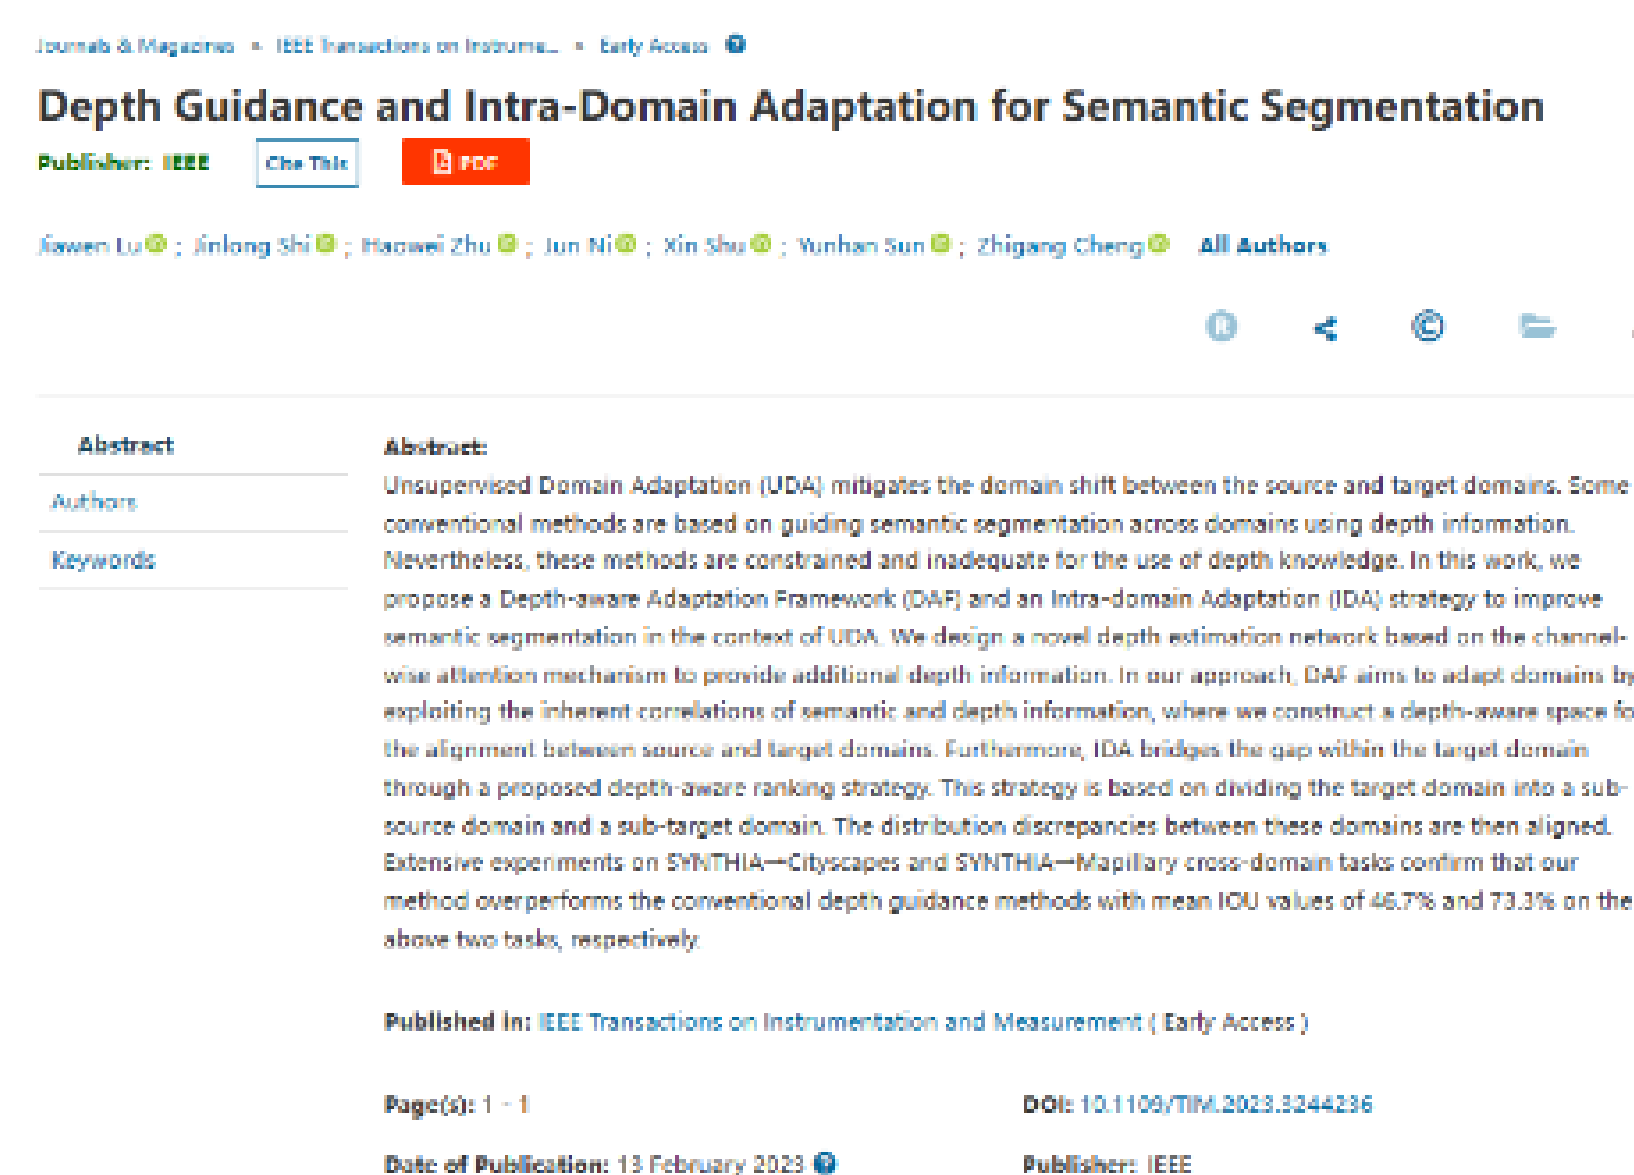 Journals & Magazines > IEEE Transactions on Instrume... > Early Access ?
Depth Guidance and Intra-Domain Adaptation for Semantic Segmentation
Publisher: IEEE Cite This PDF
Jiawen Lu iD ; Jinlong Shi iD ; Haowei Zhu iD ; Jun Ni iD ; Xin Shu iD ; Yunhan Sun iD ; Zhigang Cheng iD All Authors
R ©
Abstract
Authors
Keywords
Abstract:
Unsupervised Domain Adaptation (UDA) mitigates the domain shift between the source and target domains. Some
conventional methods are based on guiding semantic segmentation across domains using depth information.
Nevertheless, these methods are constrained and inadequate for the use of depth knowledge. In this work, we
propose a Depth-aware Adaptation Framework (DAF) and an Intra-domain Adaptation (IDA) strategy to improve
semantic segmentation in the context of UDA. We design a novel depth estimation network based on the channel-
wise attention mechanism to provide additional depth information. In our approach, DAF aims to adapt domains by
exploiting the inherent correlations of semantic and depth information, where we construct a depth-aware space fo
the alignment between source and target domains. Furthermore, IDA bridges the gap within the target domain
through a proposed depth-aware ranking strategy. This strategy is based on dividing the target domain into a sub-
source domain and a sub-target domain. The distribution discrepancies between these domains are then aligned.
Extensive experiments on SYNTHIA→Cityscapes and SYNTHIA→Mapillary cross-domain tasks confirm that our
method overperforms the conventional depth guidance methods with mean IOU values of 46.7% and 73.3% on the
above two tasks, respectively.
Published in: IEEE Transactions on Instrumentation and Measurement ( Early Access )
Page(s): 1 - 1
DOI: 10.1109/TIM.2023.3244236
Date of Publication: 13 February 2023 ?
Publisher: IEEE